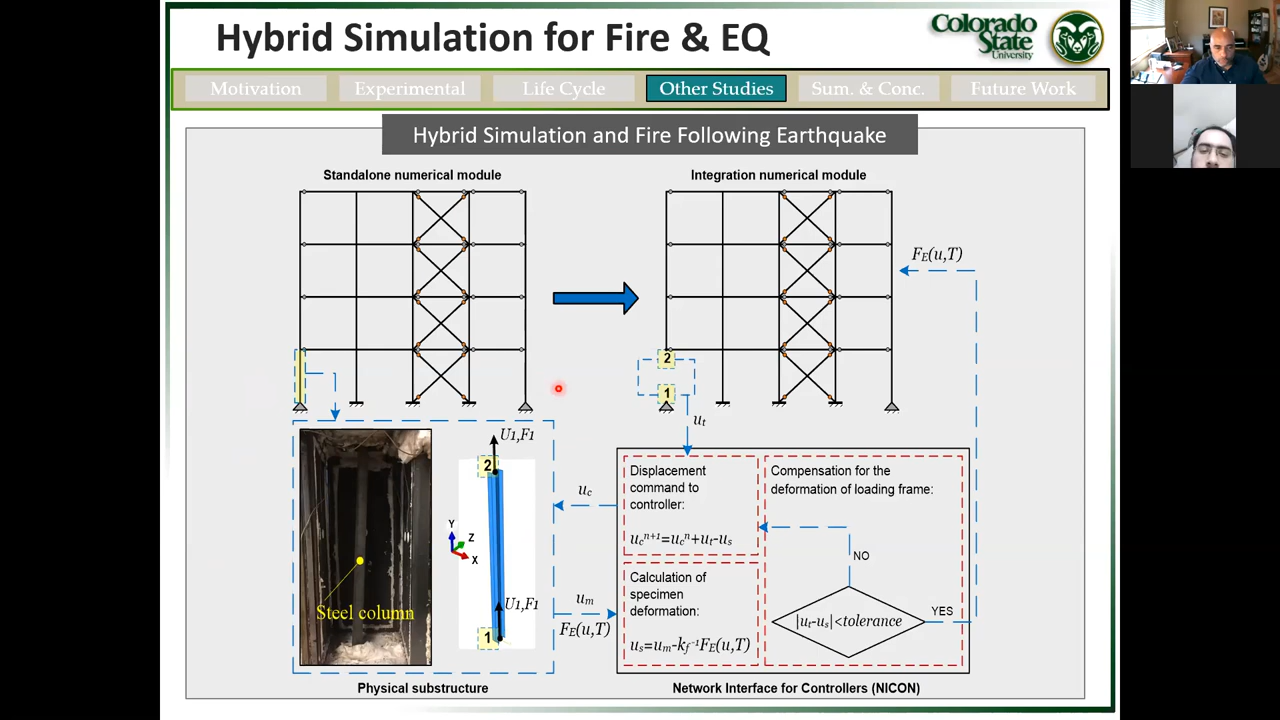 Hybrid Simulation for Fire & EQ
Colorado
State
University
Motivation
Experimental
Life Cycle
Other Studies
Sum. & Conc.
Future Work
Hybrid Simulation and Fire Following Earthquake
Standalone numerical module
Integration numerical module
F_E(u,T)
2
1
u_t
U1,F1
2
Y
Z
X
Steel column
U1,F1
1
Physical substructure
u_c
u_m
F_E(u,T)
Displacement
command to
controller:
u_c^{n+1}=u_c^n+u_t-u_s
Calculation of
specimen
deformation:
u_s=u_m-k_f^{-1}F_E(u,T)
Compensation for the
deformation of loading frame:
NO
|u_t-u_s|<tolerance
YES
Network Interface for Controllers (NICON)